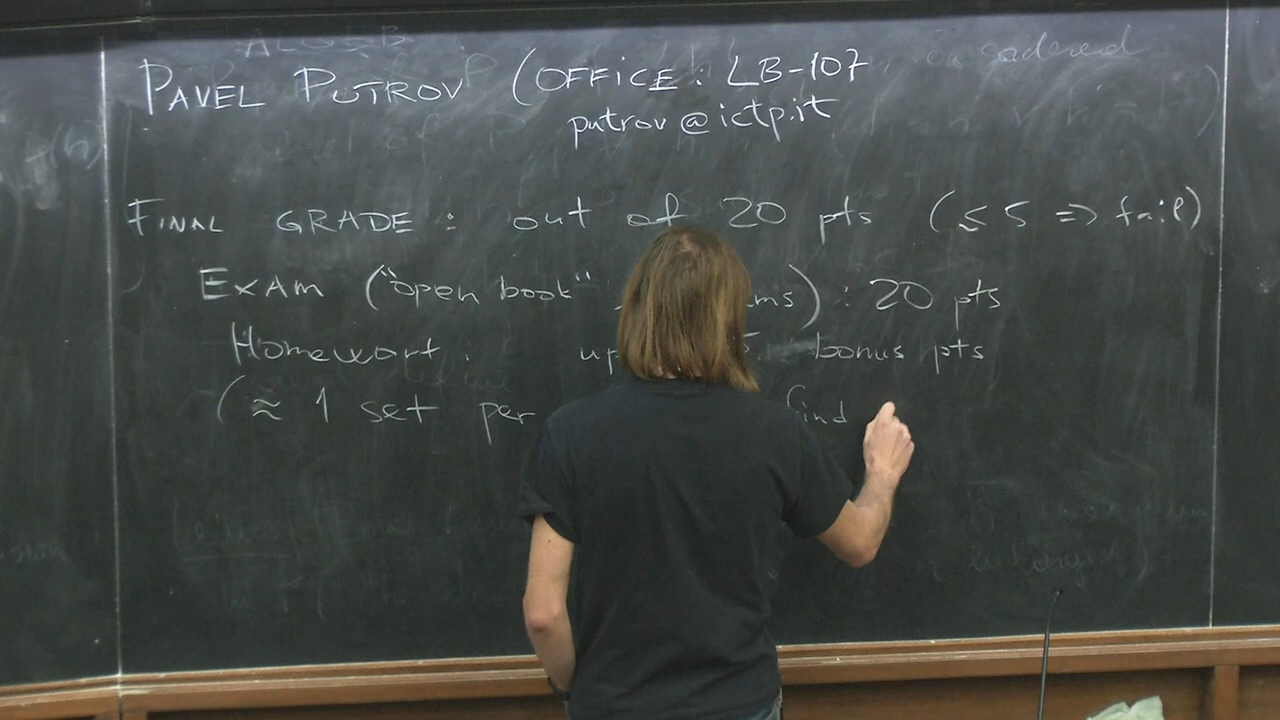 PAVEL PUTROV (OFFICE: LB-107
putrov@ictp.it
FINAL GRADE: out of 20 pts (≤ 5 => fail)
EXAM ("open book" ms) : 20 pts
Homework : up 5 bonus pts
(≈ 1 set per find